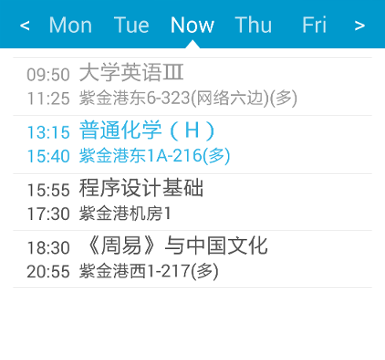 < Mon Tue Now Thu Fri >
09:50 大学英语Ⅲ
11:25 紫金港东6-323(网络六边)(多)
13:15 普通化学（H）
15:40 紫金港东1A-216(多)
15:55 程序设计基础
17:30 紫金港机房1
18:30 《周易》与中国文化
20:55 紫金港西1-217(多)